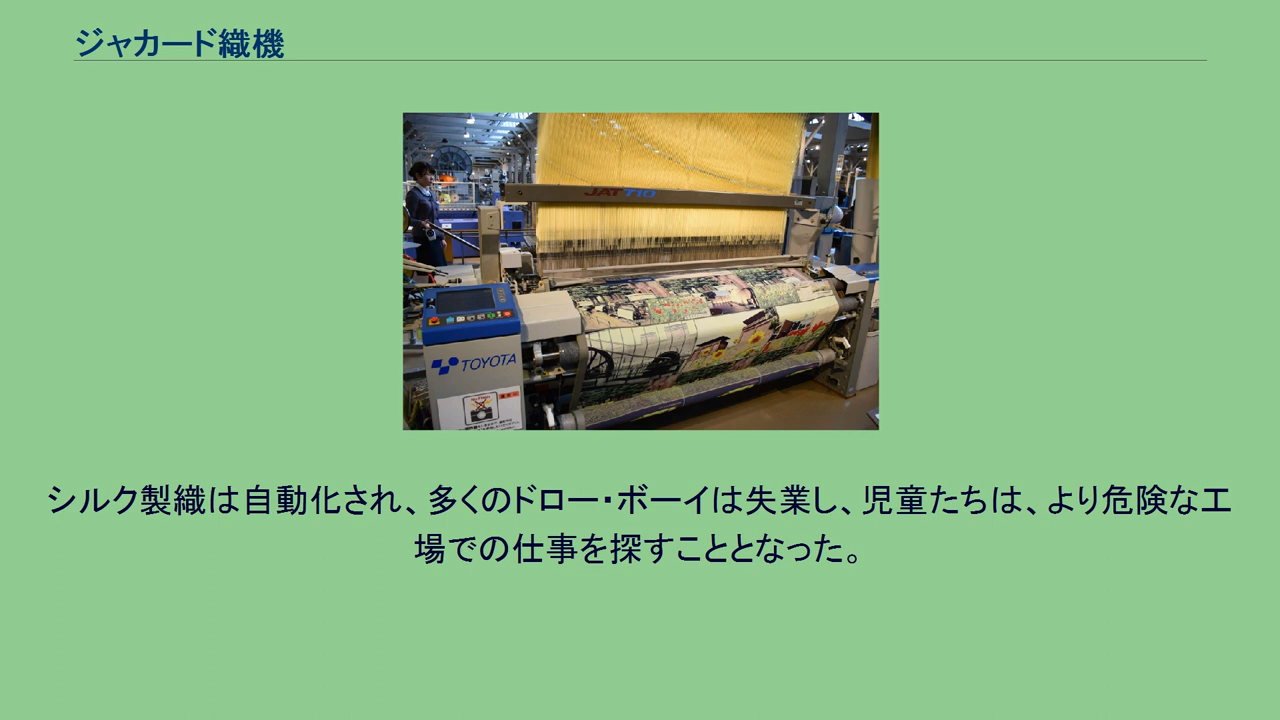 ジャカード織機
JAT710
TOYOTA
シルク製織は自動化され、多くのドロー・ボーイは失業し、児童たちは、より危険な工
場での仕事を探すこととなった。